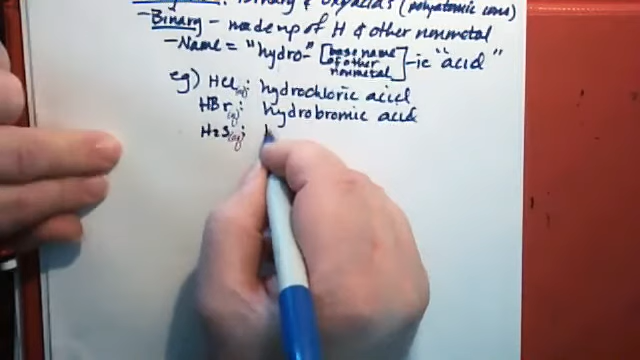 : Binary & oxyacids (polyatomic ions)
- Binary - made up of H & other nonmetal
- Name = "hydro-" [base name of other nonmetal] -ic "acid"
eg) HCl(aq): hydrochloric acid
HBr(aq): hydrobromic acid
H2S(aq): h